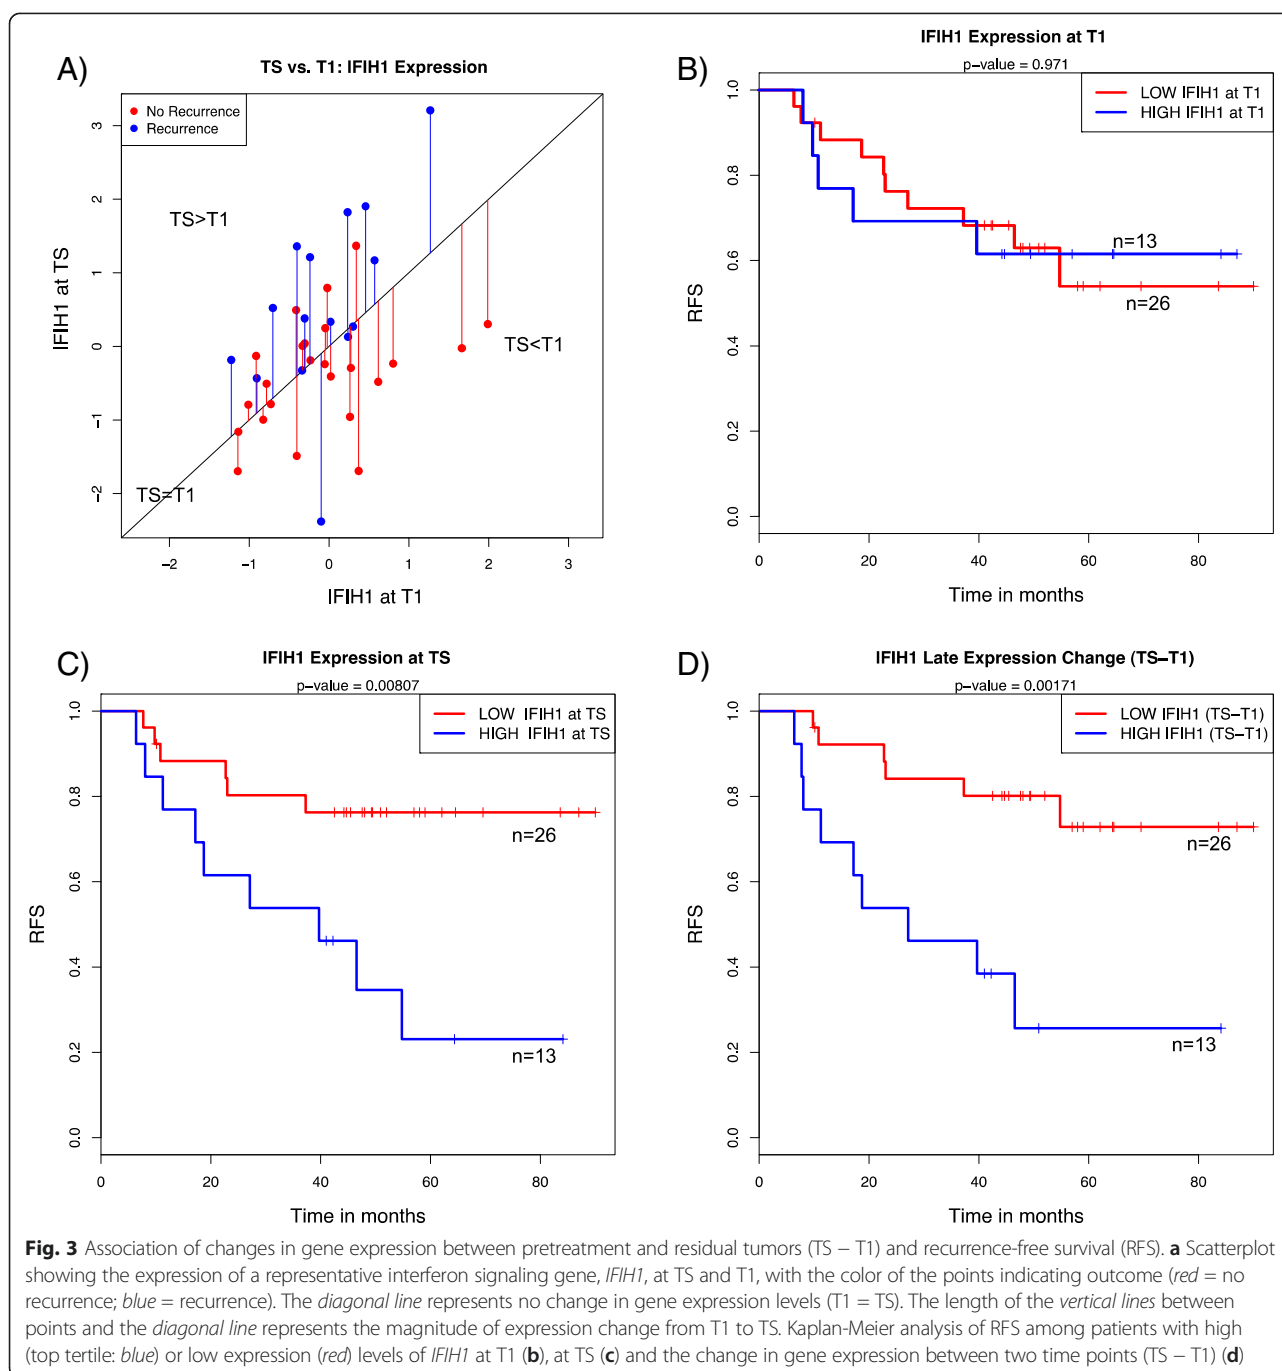 A)
TS vs. T1: IFIH1 Expression
No Recurrence
Recurrence
TS>T1
TS<T1
TS=T1
IFIH1 at TS
3
2
1
0
−1
−2
−2 −1 0 1 2 3
IFIH1 at T1
B)
IFIH1 Expression at T1
p-value = 0.971
LOW IFIH1 at T1
HIGH IFIH1 at T1
n=13
n=26
RFS
1.0
0.8
0.6
0.4
0.2
0.0
0 20 40 60 80
Time in months
C)
IFIH1 Expression at TS
p-value = 0.00807
LOW IFIH1 at TS
HIGH IFIH1 at TS
n=26
n=13
RFS
1.0
0.8
0.6
0.4
0.2
0.0
0 20 40 60 80
Time in months
D)
IFIH1 Late Expression Change (TS−T1)
p-value = 0.00171
LOW IFIH1 (TS−T1)
HIGH IFIH1 (TS−T1)
n=26
n=13
RFS
1.0
0.8
0.6
0.4
0.2
0.0
0 20 40 60 80
Time in months
Fig. 3 Association of changes in gene expression between pretreatment and residual tumors (TS − T1) and recurrence-free survival (RFS). a Scatterplot
showing the expression of a representative interferon signaling gene, IFIH1, at TS and T1, with the color of the points indicating outcome (red = no
recurrence; blue = recurrence). The diagonal line represents no change in gene expression levels (T1 = TS). The length of the vertical lines between
points and the diagonal line represents the magnitude of expression change from T1 to TS. Kaplan-Meier analysis of RFS among patients with high
(top tertile: blue) or low expression (red) levels of IFIH1 at T1 (b), at TS (c) and the change in gene expression between two time points (TS − T1) (d)